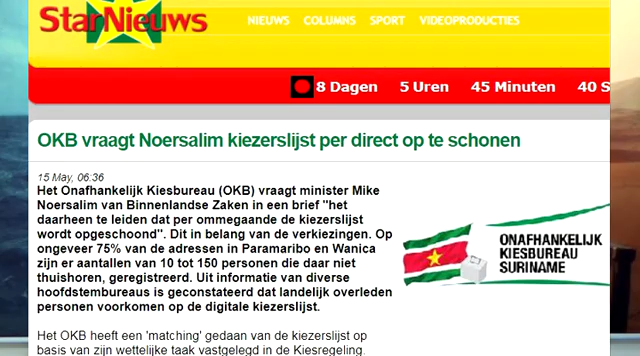 StarNieuws
NIEUWS COLUMNS SPORT VIDEOPRODUCTIES
8 Dagen 5 Uren 45 Minuten 40 S
OKB vraagt Noersalim kiezerslijst per direct op te schonen
15 May, 06:36
Het Onafhankelijk Kiesbureau (OKB) vraagt minister Mike
Noersalim van Binnenlandse Zaken in een brief "het
daarheen te leiden dat per ommegaande de kiezerslijst
wordt opgeschoond". Dit in belang van de verkiezingen. Op
ongeveer 75% van de adressen in Paramaribo en Wanica
zijn er aantallen van 10 tot 150 personen die daar niet
thuishoren, geregistreerd. Uit informatie van diverse
hoofdstembureaus is geconstateerd dat landelijk overleden
personen voorkomen op de digitale kiezerslijst.
ONAFHANKELIJK
KIESBUREAU
SURINAME
Het OKB heeft een 'matching' gedaan van de kiezerslijst op
basis van zijn wettelijke taak vastgelegd in de Kiesregeling.